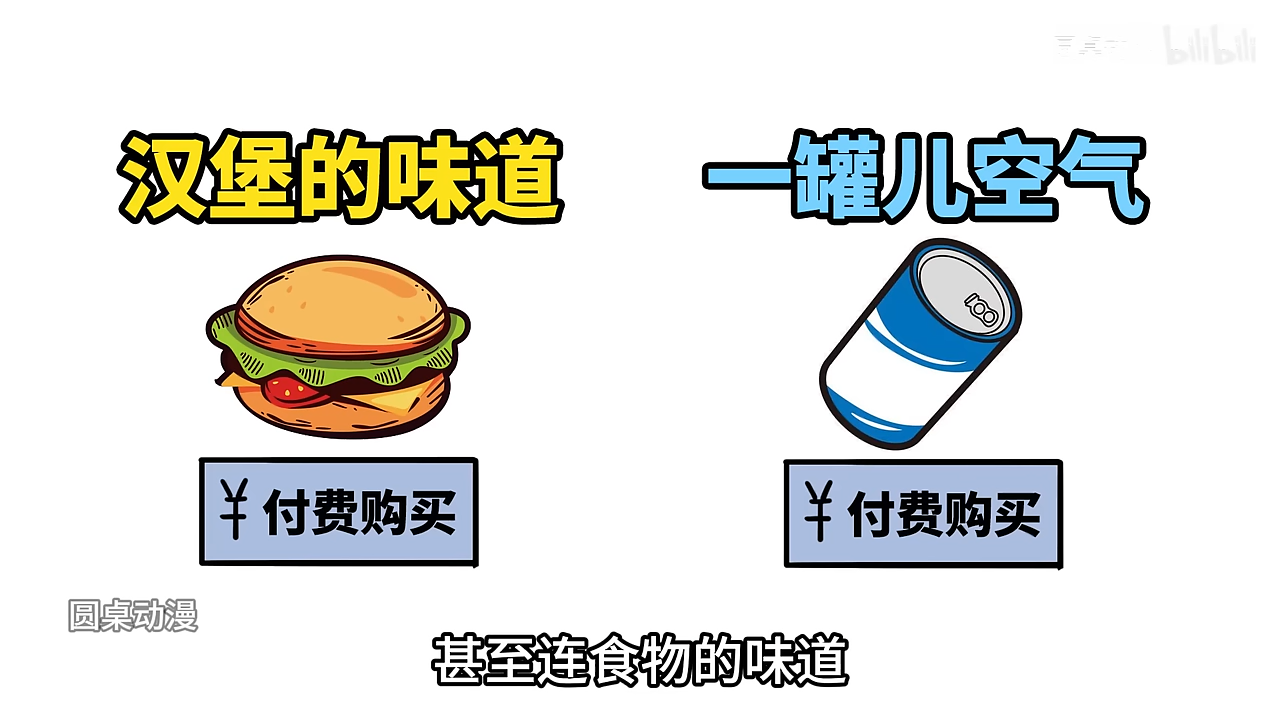 bilibili
汉堡的味道
一罐儿空气
¥ 付费购买
¥ 付费购买
圆桌动漫
甚至连食物的味道